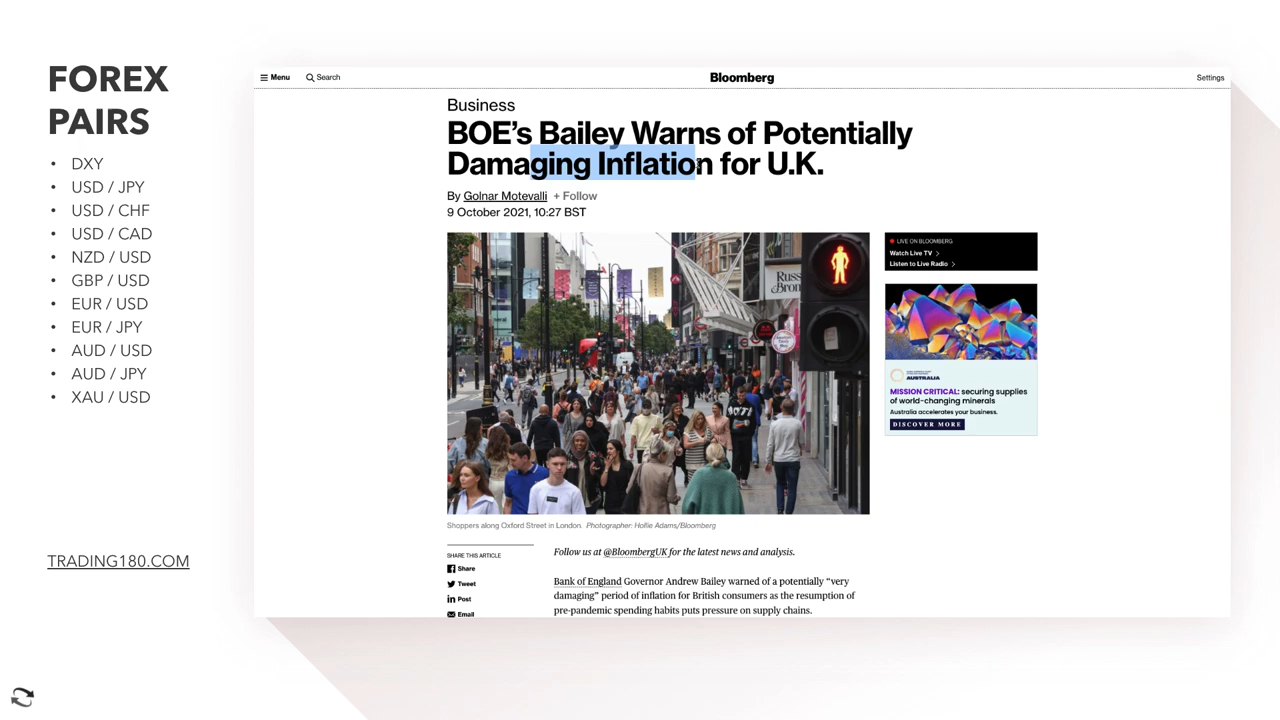 FOREX
PAIRS
• DXY
• USD / JPY
• USD / CHF
• USD / CAD
• NZD / USD
• GBP / USD
• EUR / USD
• EUR / JPY
• AUD / USD
• AUD / JPY
• XAU / USD
TRADING180.COM
Menu
Search
Bloomberg
Settings
Business
BOE's Bailey Warns of Potentially
Damaging Inflation for U.K.
By Golnar Motevalli + Follow
9 October 2021, 10:27 BST
LIVE ON BLOOMBERG
Watch Live TV >
Listen to Live Radio >
AUSTRALIA
MISSION CRITICAL: securing supplies
of world-changing minerals
Australia accelerates your business.
DISCOVER MORE
Russ
Bron
Shoppers along Oxford Street in London. Photographer: Hollie Adams/Bloomberg
SHARE THIS ARTICLE
Share
Tweet
Post
Email
Follow us at @BloombergUK for the latest news and analysis.
Bank of England Governor Andrew Bailey warned of a potentially “very
damaging” period of inflation for British consumers as the resumption of
pre-pandemic spending habits puts pressure on supply chains.